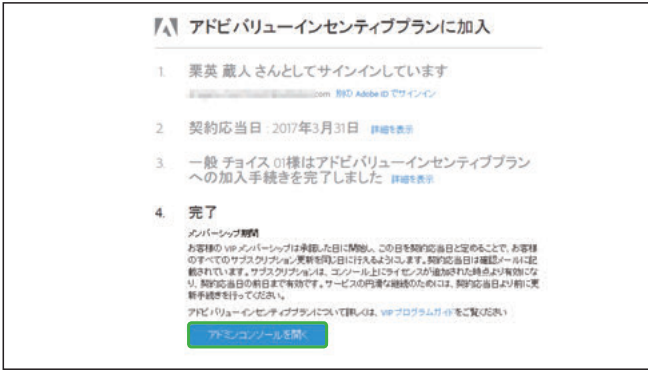 アドビ バリューインセンティブプランに加入
1. 栗英 蔵人 さんとしてサインインしています
com 別の Adobe ID でサインイン
2. 契約応当日 : 2017年3月31日 詳細を表示
3. 一般 チョイス 01様はアドビバリューインセンティブプラン
への加入手続きを完了しました 詳細を表示
4. 完了
メンバーシップ期間
お客様の VIP メンバーシップは承認した日に開始し、この日を契約応当日と定めることで、お客様
のすべてのサブスクリプション更新を同じ日に行えるようにします。契約応当日は確認メールに記
載されています。サブスクリプションは、コンソール上にライセンスが追加された時点より有効にな
り、契約応当日の前日まで有効です。サービスの円滑な継続のためには、契約応当日より前に更
新手続きを行ってください。
アドビ バリューインセンティブプランについて詳しくは、VIP プログラムガイドをご覧ください
アドミンコンソールを開く